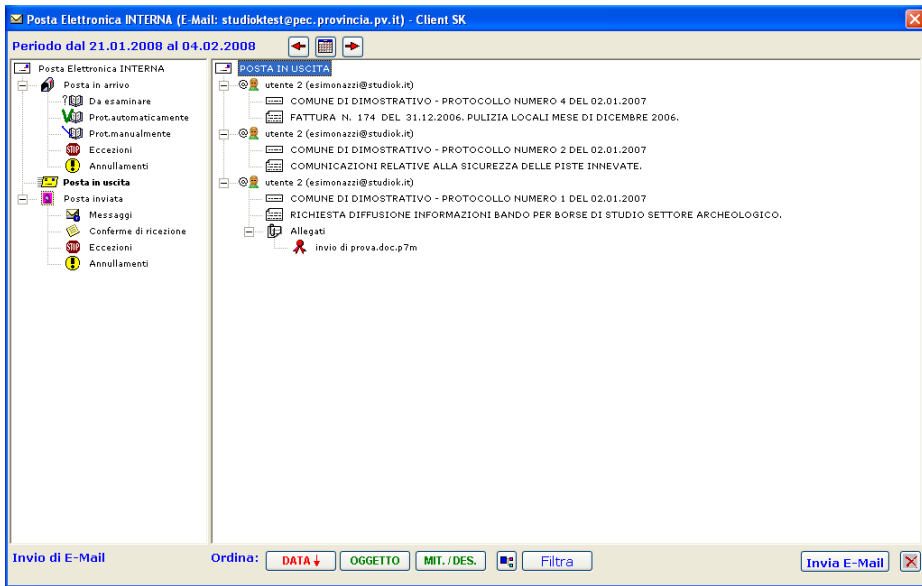 Posta Elettronica INTERNA (E-Mail: studioktest@pec.provincia.pv.it) - Client SK
Periodo dal 21.01.2008 al 04.02.2008
Posta Elettronica INTERNA
Posta in arrivo
Da esaminare
Prot.automaticamente
Prot.manualmente
Eccezioni
Annullamenti
Posta in uscita
Posta inviata
Messaggi
Conferme di ricezione
Eccezioni
Annullamenti
POSTA IN USCITA
utente 2 (esimonazzi@studiok.it)
COMUNE DI DIMOSTRATIVO - PROTOCOLLO NUMERO 4 DEL 02.01.2007
FATTURA N. 174 DEL 31.12.2006. PULIZIA LOCALI MESE DI DICEMBRE 2006.
utente 2 (esimonazzi@studiok.it)
COMUNE DI DIMOSTRATIVO - PROTOCOLLO NUMERO 2 DEL 02.01.2007
COMUNICAZIONI RELATIVE ALLA SICUREZZA DELLE PISTE INNEVATE.
utente 2 (esimonazzi@studiok.it)
COMUNE DI DIMOSTRATIVO - PROTOCOLLO NUMERO 1 DEL 02.01.2007
RICHIESTA DIFFUSIONE INFORMAZIONI BANDO PER BORSE DI STUDIO SETTORE ARCHEOLOGICO.
Allegati
invio di prova.doc.p7m
Invio di E-Mail
Ordina: DATA OGGETTO MIT./DES. Filtra
Invia E-Mail